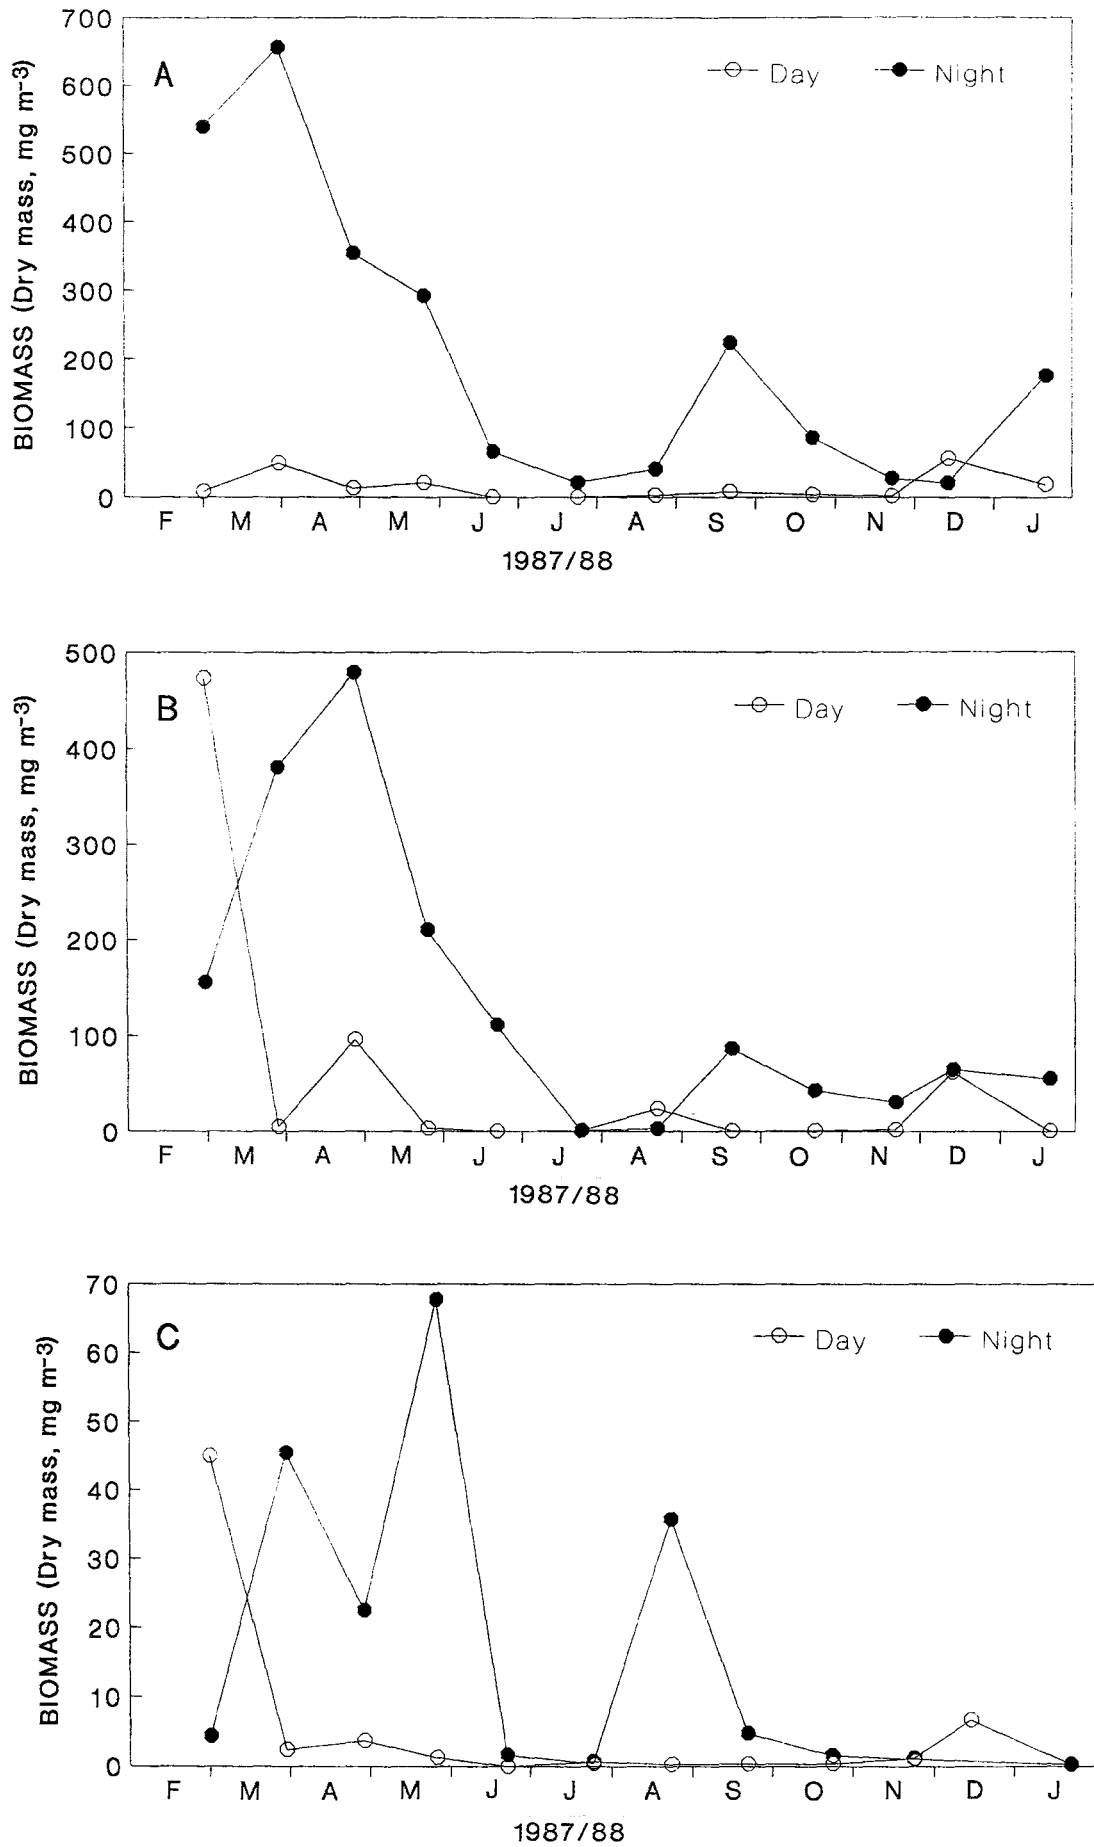 700
600
500
400
300
200
100
0
BIOMASS (Dry mass, mg m-3)
A
Day Night
F M A M J J A S O N D J
1987/88
500
400
300
200
100
0
BIOMASS (Dry mass, mg m-3)
B
Day Night
F M A M J J A S O N D J
1987/88
70
60
50
40
30
20
10
0
BIOMASS (Dry mass, mg m-3)
C
Day Night
F M A M J J A S O N D J
1987/88